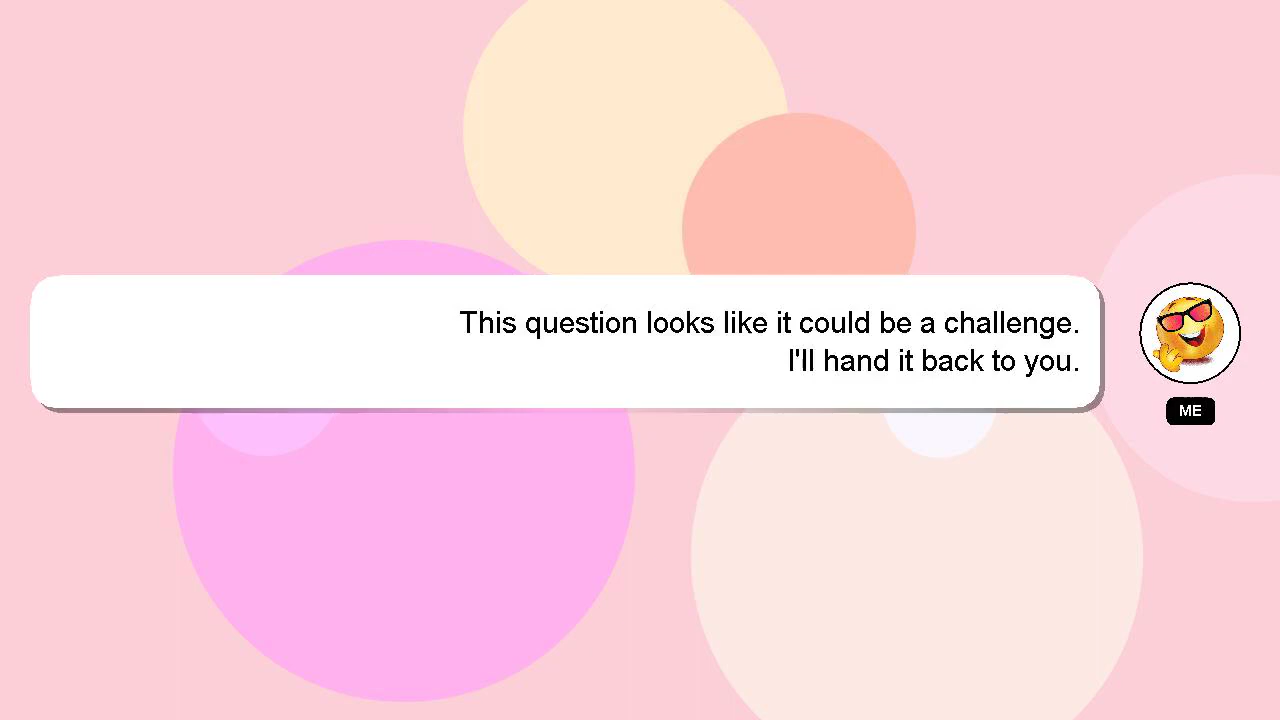 This question looks like it could be a challenge.
I'll hand it back to you.
ME